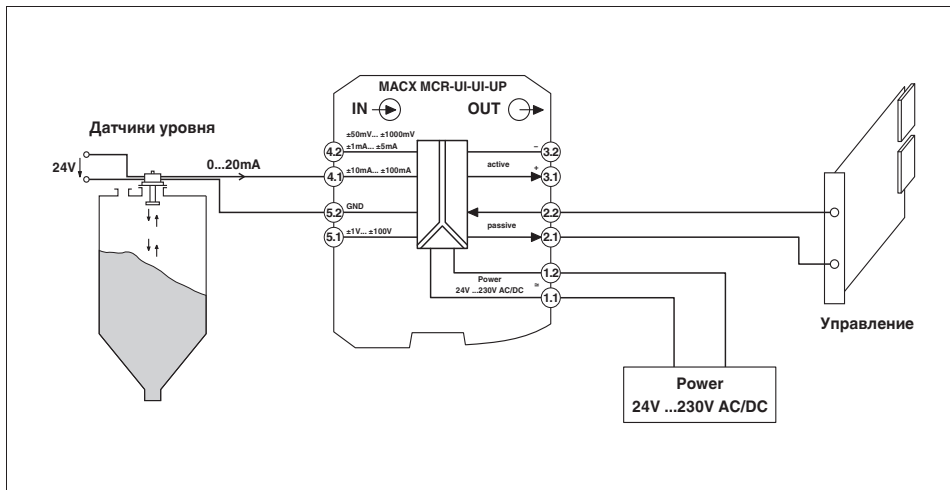 MACX MCR-UI-UI-UP
IN
OUT
Датчики уровня
24V
0...20mA
±50mV... ±1000mV
4.2
±1mA... ±5mA
4.1
±10mA... ±100mA
5.2
GND
5.1
±1V... ±100V
–
3.2
active
+
3.1
2.2
passive
2.1
1.2
Power
24V ...230V AC/DC
≅
1.1
Управление
Power
24V ...230V AC/DC